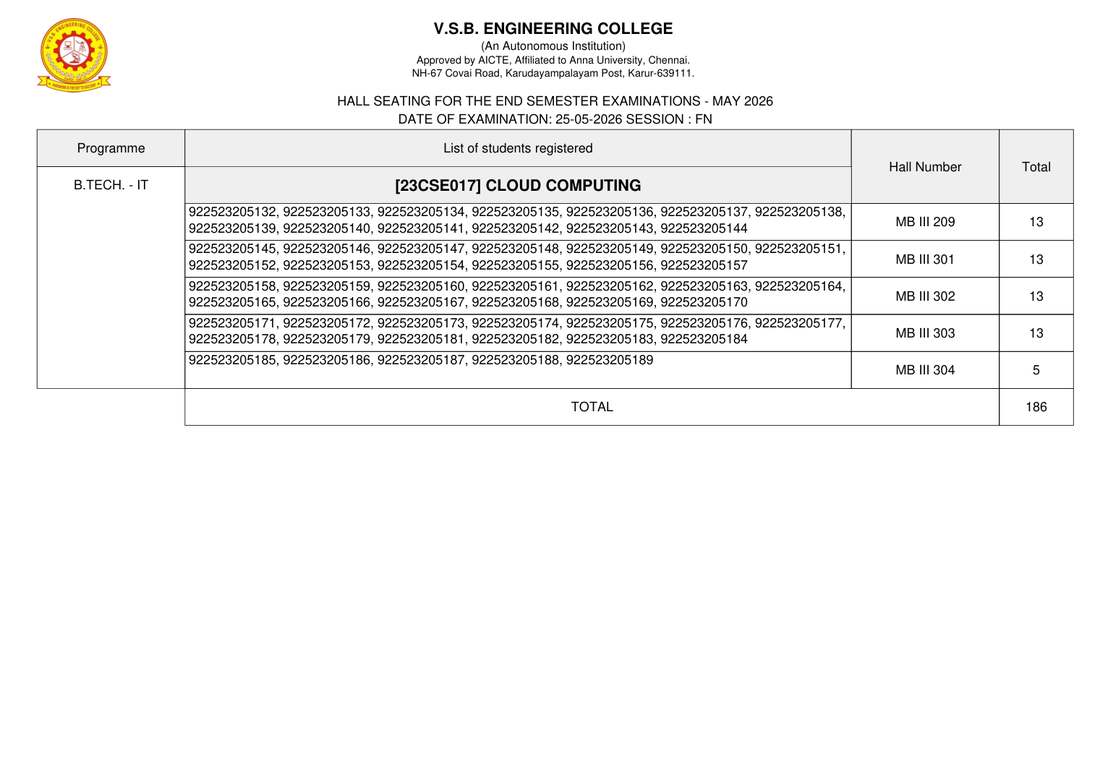 V.S.B. ENGINEERING COLLEGE
(An Autonomous Institution)
Approved by AICTE, Affiliated to Anna University, Chennai.
NH-67 Covai Road, Karudayampalayam Post, Karur-639111.
HALL SEATING FOR THE END SEMESTER EXAMINATIONS - MAY 2026
DATE OF EXAMINATION: 25-05-2026 SESSION : FN
Programme
List of students registered
Hall Number
Total
B.TECH. - IT
[23CSE017] CLOUD COMPUTING
922523205132, 922523205133, 922523205134, 922523205135, 922523205136, 922523205137, 922523205138,
922523205139, 922523205140, 922523205141, 922523205142, 922523205143, 922523205144
MB III 209
13
922523205145, 922523205146, 922523205147, 922523205148, 922523205149, 922523205150, 922523205151,
922523205152, 922523205153, 922523205154, 922523205155, 922523205156, 922523205157
MB III 301
13
922523205158, 922523205159, 922523205160, 922523205161, 922523205162, 922523205163, 922523205164,
922523205165, 922523205166, 922523205167, 922523205168, 922523205169, 922523205170
MB III 302
13
922523205171, 922523205172, 922523205173, 922523205174, 922523205175, 922523205176, 922523205177,
922523205178, 922523205179, 922523205181, 922523205182, 922523205183, 922523205184
MB III 303
13
922523205185, 922523205186, 922523205187, 922523205188, 922523205189
MB III 304
5
TOTAL
186